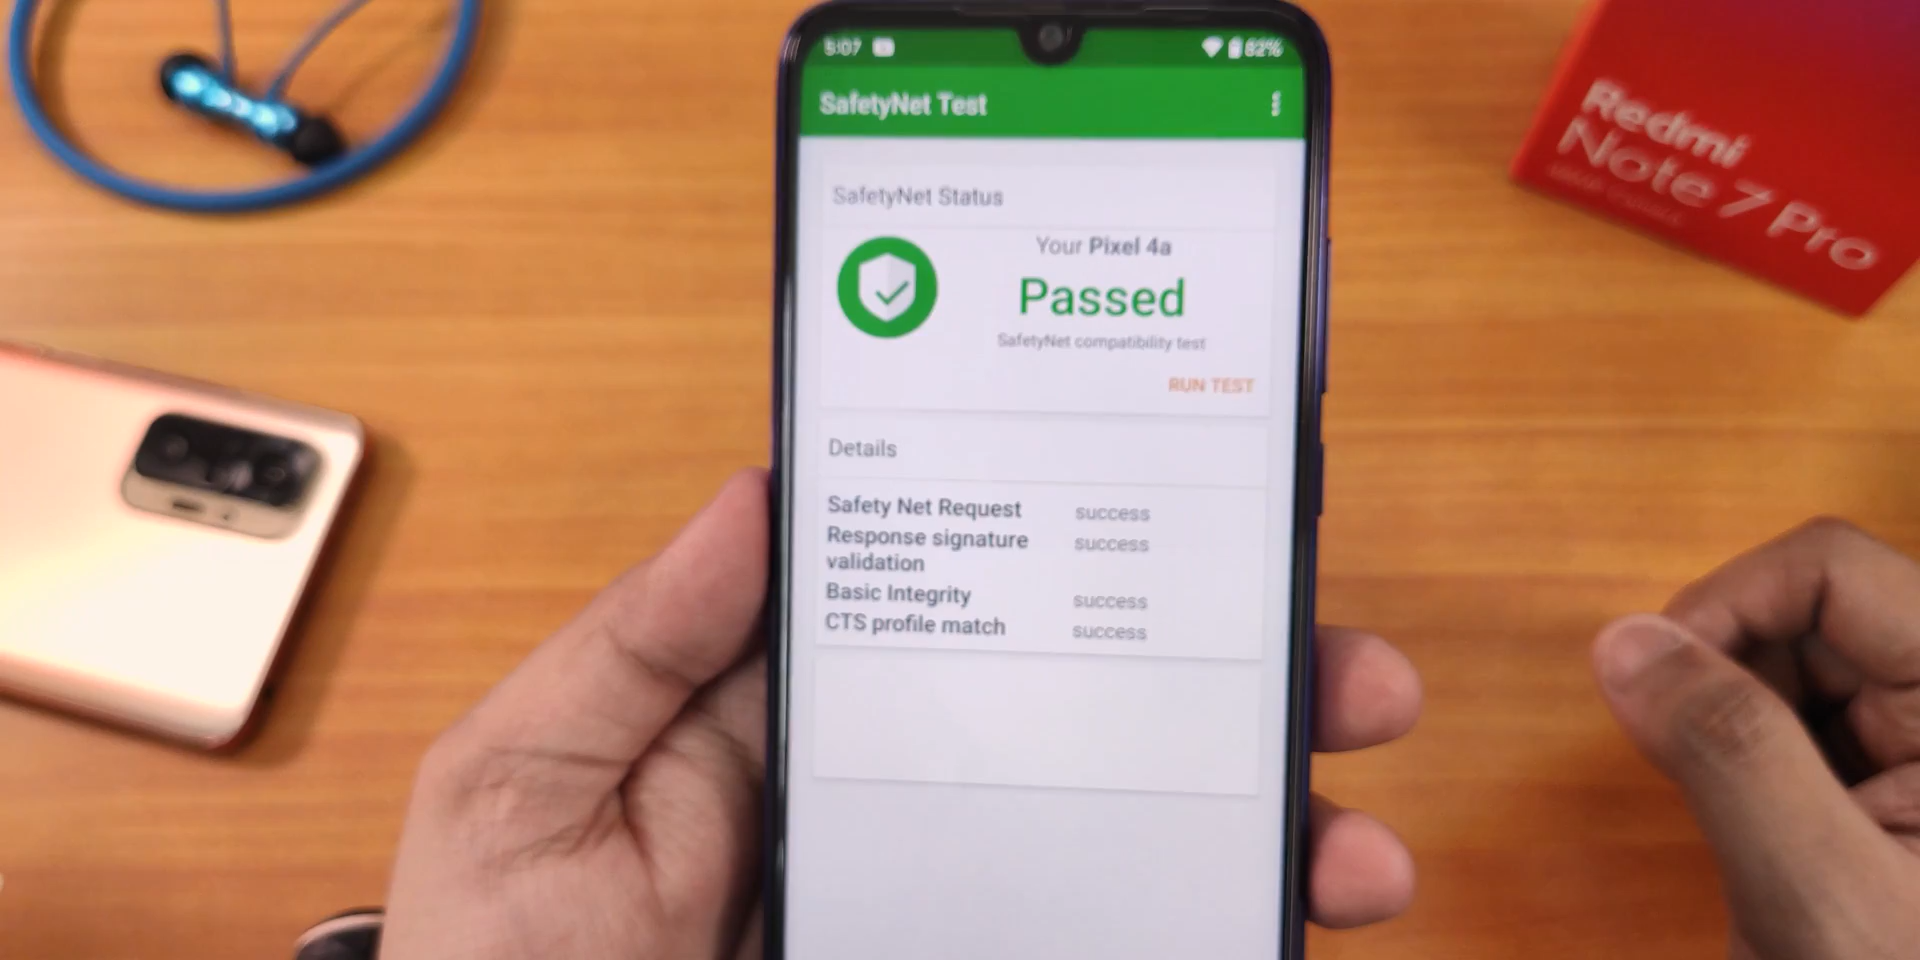 5:07
62%
SafetyNet Test
SafetyNet Status
Your Pixel 4a
Passed
SafetyNet compatibility test
RUN TEST
Details
Safety Net Request success
Response signature validation success
Basic Integrity success
CTS profile match success
Redmi
Note 7 Pro